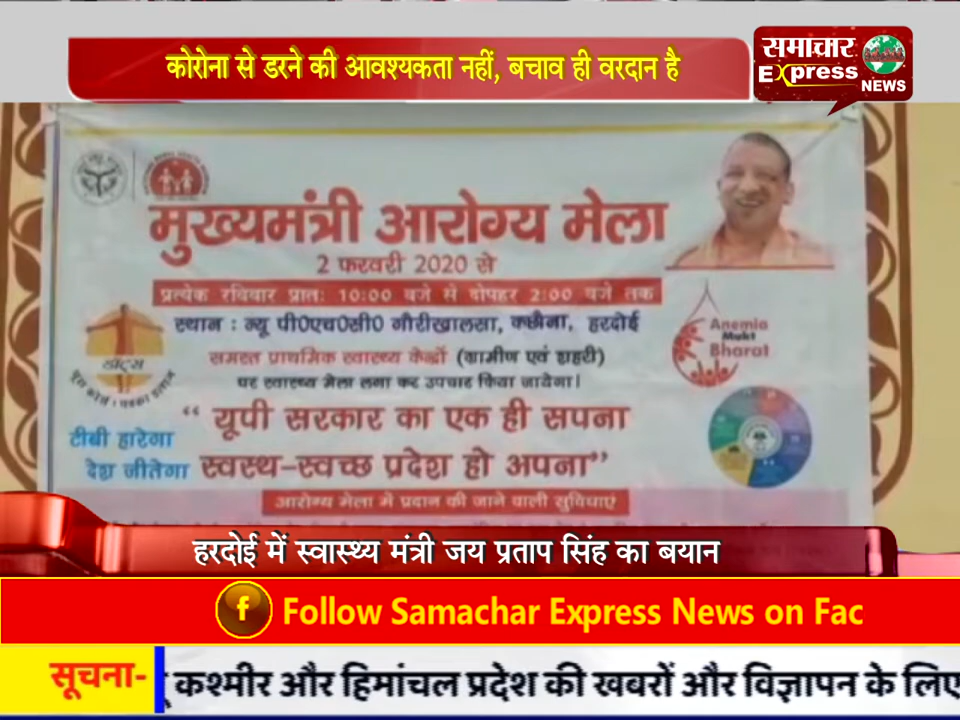 कोरोना से डरने की आवश्यकता नहीं, बचाव ही वरदान है
समाचार
Express
NEWS
मुख्यमंत्री आरोग्य मेला
2 फरवरी 2020 से
प्रत्येक रविवार प्रातः 10:00 बजे से दोपहर 2:00 बजे तक
स्थान : न्यू पी0एच0सी0 गौरीखालसा, कछौना, हरदोई
समस्त प्राथमिक स्वास्थ्य केन्द्रों (ग्रामीण एवं शहरी)
पर स्वास्थ्य मेला लगा कर उपचार किया जायेगा।
Anemia
Mukt
Bharat
डॉट्स
टीबी हारेगा
देश जीतेगा
“ यूपी सरकार का एक ही सपना
स्वस्थ-स्वच्छ प्रदेश हो अपना”
आरोग्य मेला में प्रदान की जाने वाली सुविधाएं
हरदोई में स्वास्थ्य मंत्री जय प्रताप सिंह का बयान
f Follow Samachar Express News on Fac
सूचना- कश्मीर और हिमांचल प्रदेश की खबरों और विज्ञापन के लिए